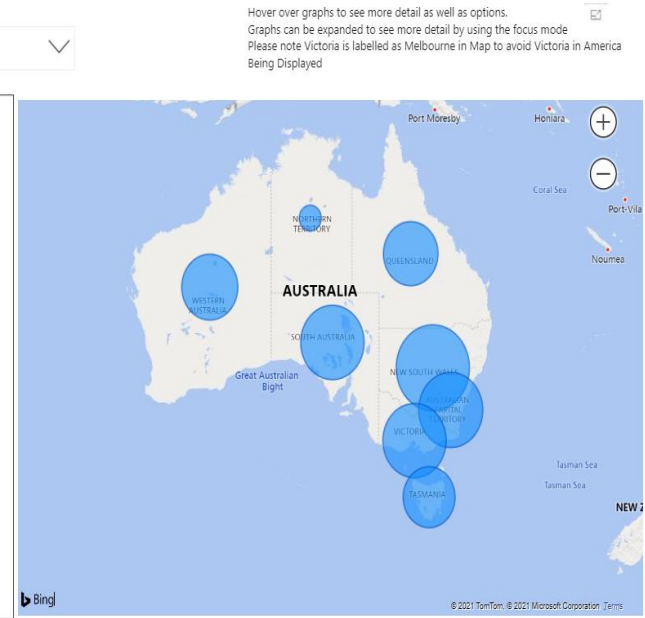 Hover over graphs to see more detail as well as options.
Graphs can be expanded to see more detail by using the focus mode
Please note Victoria is labelled as Melbourne in Map to avoid Victoria in America
Being Displayed
Port Moresby
Honiara
Coral Sea
Port-Vila
NORTHERN
TERRITORY
QUEENSLAND
Noumea
AUSTRALIA
WESTERN
AUSTRALIA
SOUTH AUSTRALIA
Great Australian
Bight
NEW SOUTH WALES
AUSTRALIAN
CAPITAL
TERRITORY
VICTORIA
Tasman Sea
Tasman Sea
TASMANIA
NEW Z
Bing
© 2021 TomTom, © 2021 Microsoft Corporation Terms